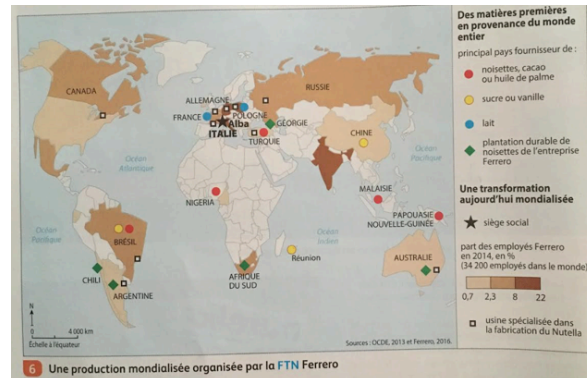 CANADA
RUSSIE
ALLEMAGNE
POLOGNE
FRANCE
Alba
ITALIE
GÉORGIE
TURQUIE
CHINE
Océan
Atlantique
Océan
Pacifique
NIGERIA
MALAISIE
PAPOUASIE
NOUVELLE-GUINÉE
Océan
Pacifique
BRÉSIL
Océan
Indien
Réunion
AUSTRALIE
CHILI
ARGENTINE
AFRIQUE
DU SUD
N
0
4 000 km
Échelle à l'équateur
Sources : OCDE, 2013 et Ferrero, 2016.
Des matières premières
en provenance du monde
entier
principal pays fournisseur de :
noisettes, cacao
ou huile de palme
sucre ou vanille
lait
plantation durable de
noisettes de l'entreprise
Ferrero
Une transformation
aujourd'hui mondialisée
siège social
part des employés Ferrero
en 2014, en %
(34 200 employés dans le monde)
0,7 2,3 8 22
usine spécialisée dans
la fabrication du Nutella
6 Une production mondialisée organisée par la FTN Ferrero